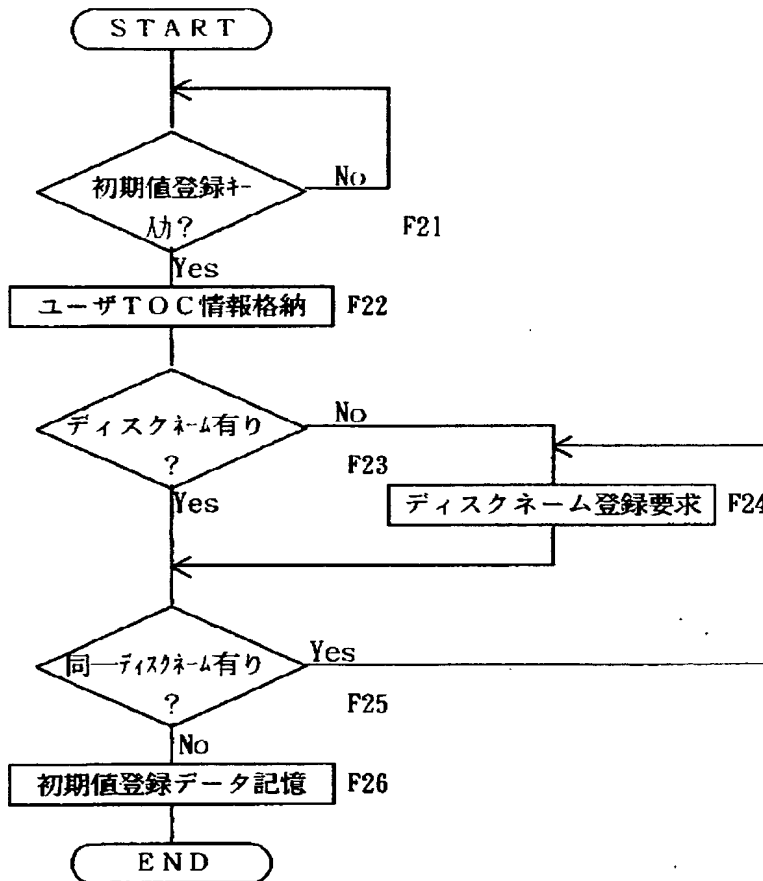 START
初期値登録キー
入力?
No
F21
Yes
ユーザTOC情報格納
F22
ディスクネーム有り
?
No
F23
Yes
ディスクネーム登録要求
F24
同一ディスクネーム有り
?
Yes
F25
No
初期値登録データ記憶
F26
END